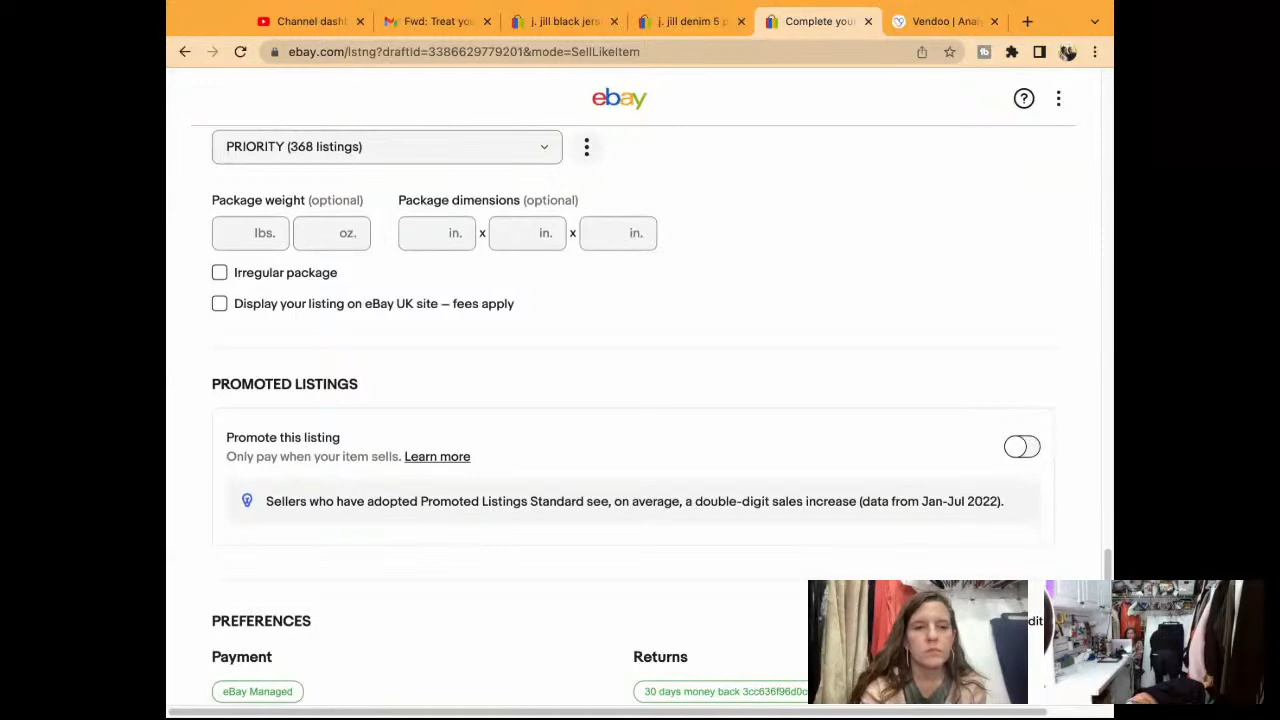 Channel dash
Fwd: Treat you
j. jill black jers
j. jill denim 5 p
Complete your
Vendoo | Ana
ebay.com/lstng?draftId=3386629779201&mode=SellLikeItem
ebay
PRIORITY (368 listings)
Package weight (optional)
Package dimensions (optional)
lbs.
oz.
in.
x
in.
x
in.
Irregular package
Display your listing on eBay UK site – fees apply
PROMOTED LISTINGS
Promote this listing
Only pay when your item sells. Learn more
Sellers who have adopted Promoted Listings Standard see, on average, a double-digit sales increase (data from Jan-Jul 2022).
PREFERENCES
dit
Payment
Returns
eBay Managed
30 days money back 3cc636f96d0c